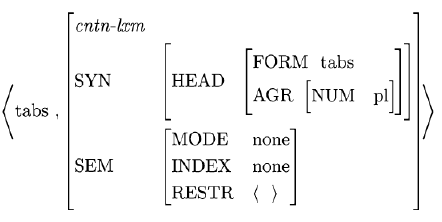 cntn-lxm
FORM tabs
SYN HEAD
AGR [NUM pl]
⟨tabs ,
MODE none
SEM INDEX none
RESTR ⟨ ⟩